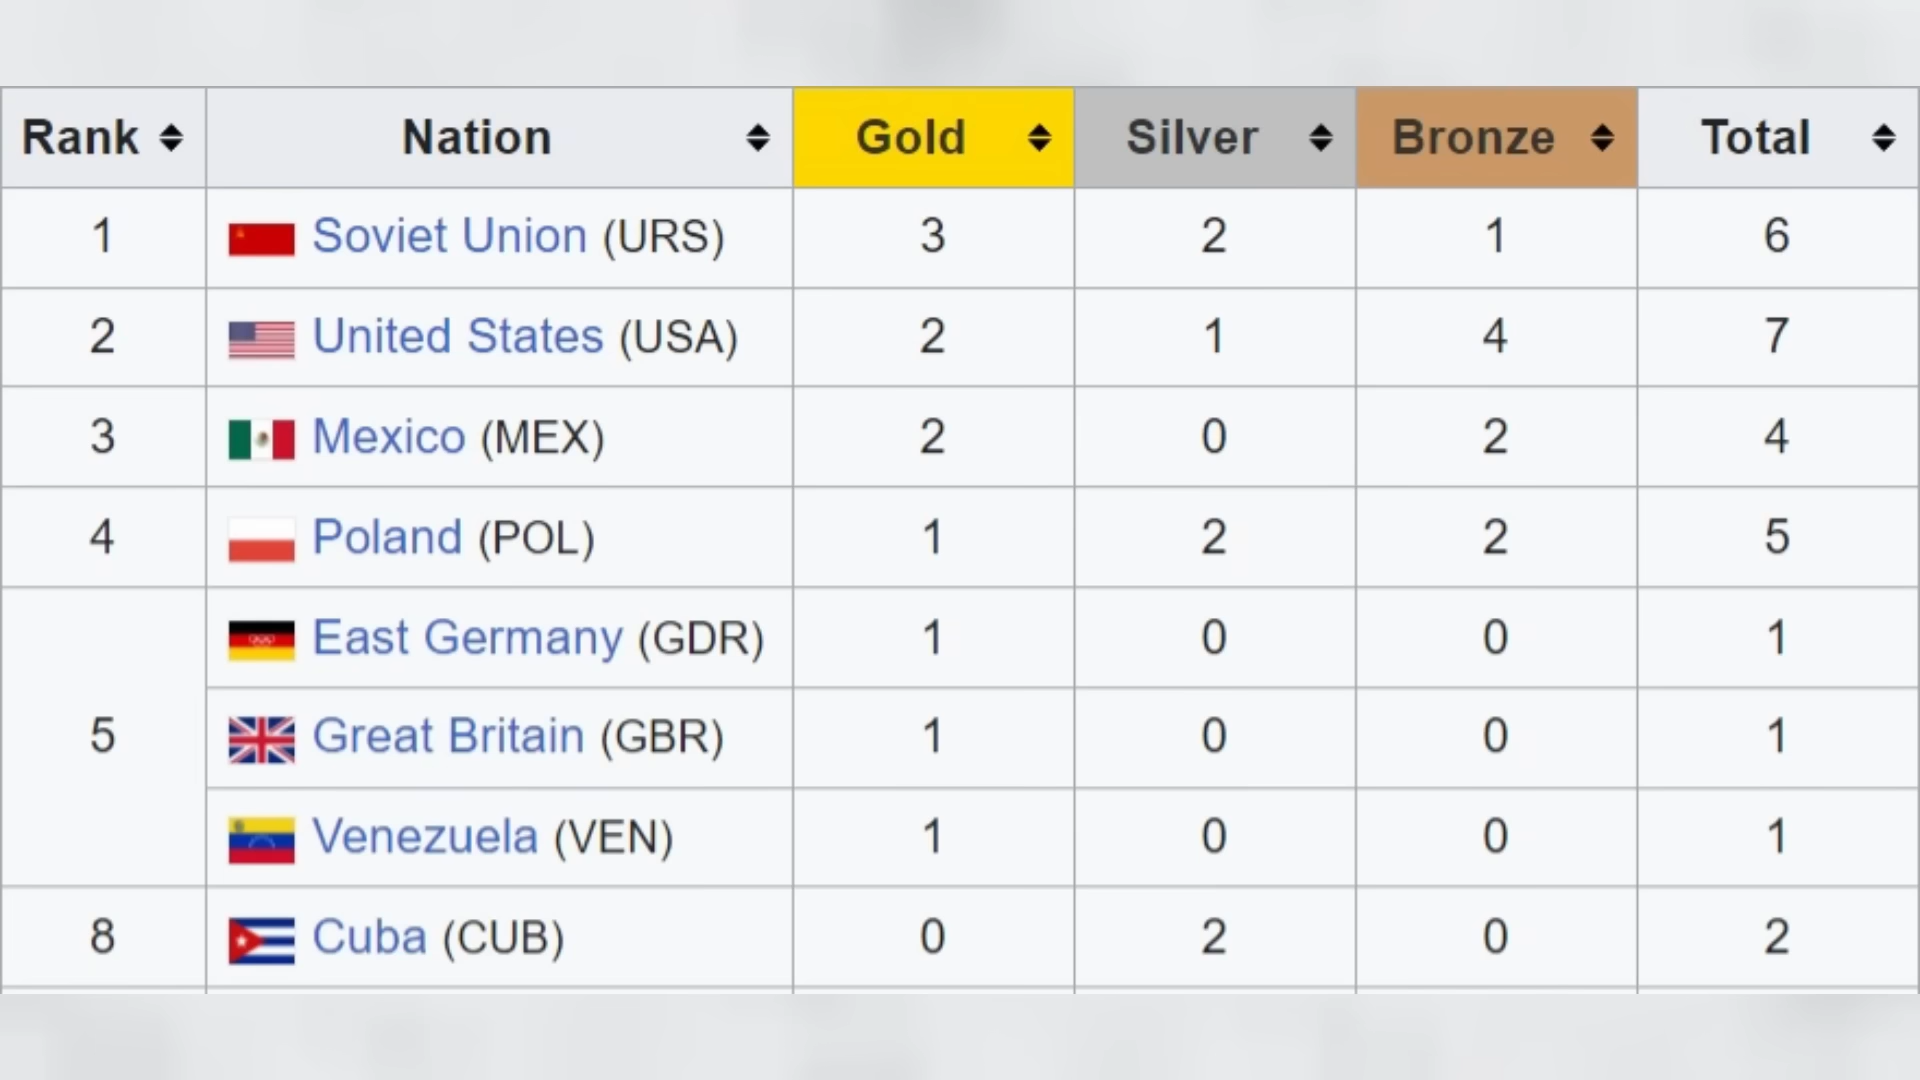 Rank Nation Gold Silver Bronze Total
1 Soviet Union (URS) 3 2 1 6
2 United States (USA) 2 1 4 7
3 Mexico (MEX) 2 0 2 4
4 Poland (POL) 1 2 2 5
5 East Germany (GDR) 1 0 0 1
Great Britain (GBR) 1 0 0 1
Venezuela (VEN) 1 0 0 1
8 Cuba (CUB) 0 2 0 2